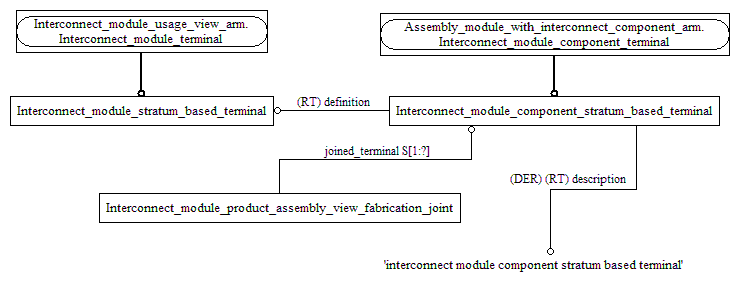 Interconnect_module_usage_view_arm.
Interconnect_module_terminal
Assembly_module_with_interconnect_component_arm.
Interconnect_module_component_terminal
Interconnect_module_stratum_based_terminal
(RT) definition
Interconnect_module_component_stratum_based_terminal
joined_terminal S[1:?]
(DER) (RT) description
Interconnect_module_product_assembly_view_fabrication_joint
'interconnect module component stratum based terminal'